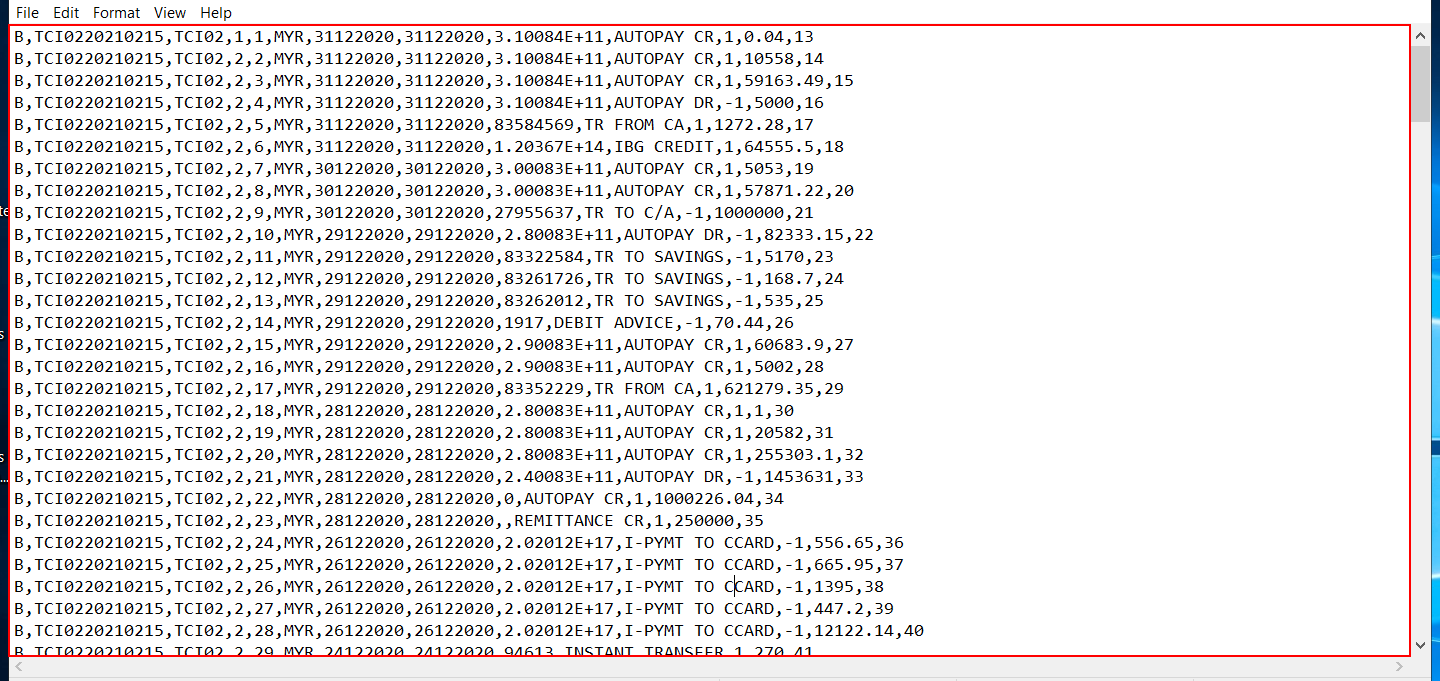 File Edit Format View Help
B,TCI0220210215,TCI02,1,1,MYR,31122020,31122020,3.10084E+11,AUTOPAY CR,1,0.04,13
B,TCI0220210215,TCI02,2,2,MYR,31122020,31122020,3.10084E+11,AUTOPAY CR,1,10558,14
B,TCI0220210215,TCI02,2,3,MYR,31122020,31122020,3.10084E+11,AUTOPAY CR,1,59163.49,15
B,TCI0220210215,TCI02,2,4,MYR,31122020,31122020,3.10084E+11,AUTOPAY DR,-1,5000,16
B,TCI0220210215,TCI02,2,5,MYR,31122020,31122020,83584569,TR FROM CA,1,1272.28,17
B,TCI0220210215,TCI02,2,6,MYR,31122020,31122020,1.20367E+14,IBG CREDIT,1,64555.5,18
B,TCI0220210215,TCI02,2,7,MYR,30122020,30122020,3.00083E+11,AUTOPAY CR,1,5053,19
B,TCI0220210215,TCI02,2,8,MYR,30122020,30122020,3.00083E+11,AUTOPAY CR,1,57871.22,20
B,TCI0220210215,TCI02,2,9,MYR,30122020,30122020,27955637,TR TO C/A,-1,1000000,21
B,TCI0220210215,TCI02,2,10,MYR,29122020,29122020,2.80083E+11,AUTOPAY DR,-1,82333.15,22
B,TCI0220210215,TCI02,2,11,MYR,29122020,29122020,83322584,TR TO SAVINGS,-1,5170,23
B,TCI0220210215,TCI02,2,12,MYR,29122020,29122020,83261726,TR TO SAVINGS,-1,168.7,24
B,TCI0220210215,TCI02,2,13,MYR,29122020,29122020,83262012,TR TO SAVINGS,-1,535,25
B,TCI0220210215,TCI02,2,14,MYR,29122020,29122020,1917,DEBIT ADVICE,-1,70.44,26
B,TCI0220210215,TCI02,2,15,MYR,29122020,29122020,2.90083E+11,AUTOPAY CR,1,60683.9,27
B,TCI0220210215,TCI02,2,16,MYR,29122020,29122020,2.90083E+11,AUTOPAY CR,1,5002,28
B,TCI0220210215,TCI02,2,17,MYR,29122020,29122020,83352229,TR FROM CA,1,621279.35,29
B,TCI0220210215,TCI02,2,18,MYR,28122020,28122020,2.80083E+11,AUTOPAY CR,1,1,30
B,TCI0220210215,TCI02,2,19,MYR,28122020,28122020,2.80083E+11,AUTOPAY CR,1,20582,31
B,TCI0220210215,TCI02,2,20,MYR,28122020,28122020,2.80083E+11,AUTOPAY CR,1,255303.1,32
B,TCI0220210215,TCI02,2,21,MYR,28122020,28122020,2.40083E+11,AUTOPAY DR,-1,1453631,33
B,TCI0220210215,TCI02,2,22,MYR,28122020,28122020,0,AUTOPAY CR,1,1000226.04,34
B,TCI0220210215,TCI02,2,23,MYR,28122020,28122020,,REMITTANCE CR,1,250000,35
B,TCI0220210215,TCI02,2,24,MYR,26122020,26122020,2.02012E+17,I-PYMT TO CCARD,-1,556.65,36
B,TCI0220210215,TCI02,2,25,MYR,26122020,26122020,2.02012E+17,I-PYMT TO CCARD,-1,665.95,37
B,TCI0220210215,TCI02,2,26,MYR,26122020,26122020,2.02012E+17,I-PYMT TO CCARD,-1,1395,38
B,TCI0220210215,TCI02,2,27,MYR,26122020,26122020,2.02012E+17,I-PYMT TO CCARD,-1,447.2,39
B,TCI0220210215,TCI02,2,28,MYR,26122020,26122020,2.02012E+17,I-PYMT TO CCARD,-1,12122.14,40
B,TCI0220210215,TCI02,2,29,MYR,24122020,24122020,94613,INSTANT TRANSFER,1,270,41